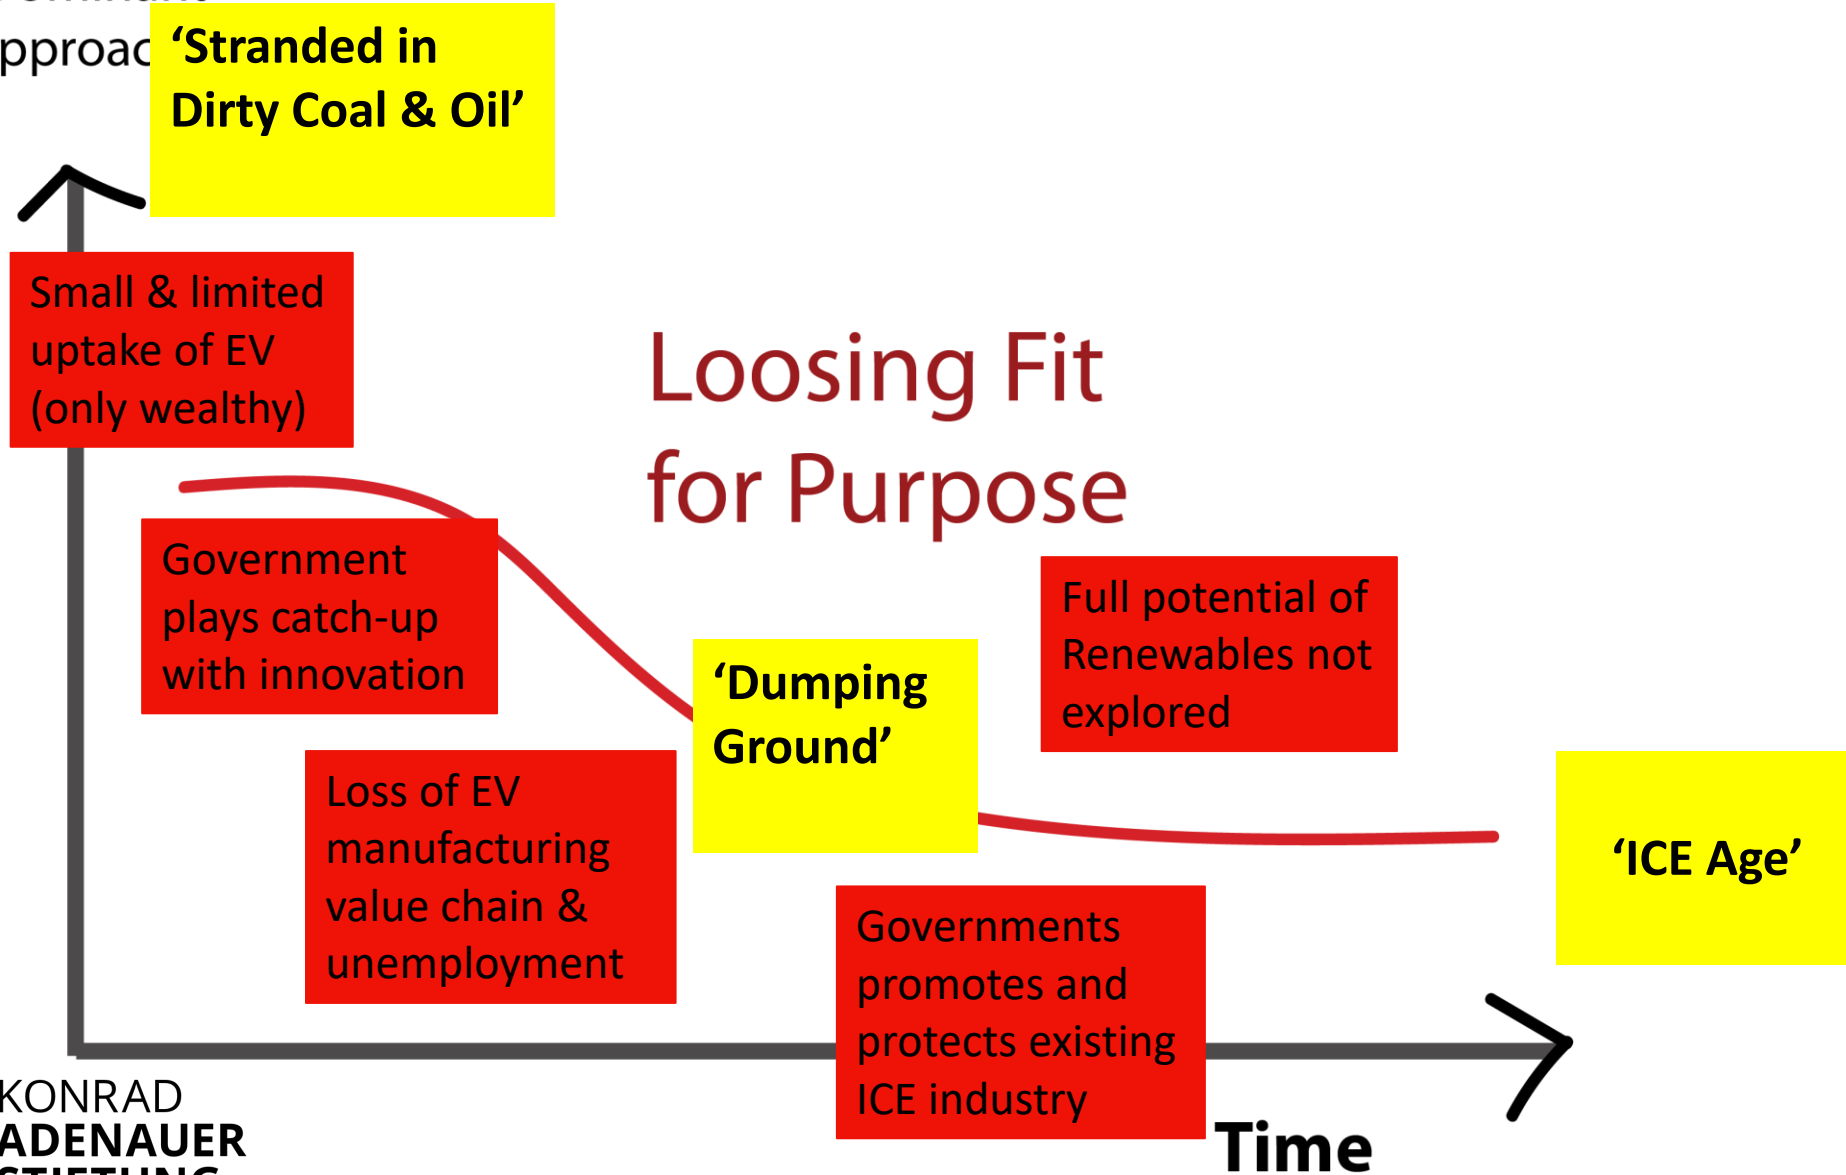 ‘Stranded in
Dirty Coal & Oil’
Small & limited
uptake of EV
(only wealthy)
Loosing Fit
for Purpose
Government
plays catch-up
with innovation
Full potential of
Renewables not
explored
‘Dumping
Ground’
Loss of EV
manufacturing
value chain &
unemployment
‘ICE Age’
Governments
promotes and
protects existing
ICE industry
Time
KONRAD
ADENAUER
STIFTUNG